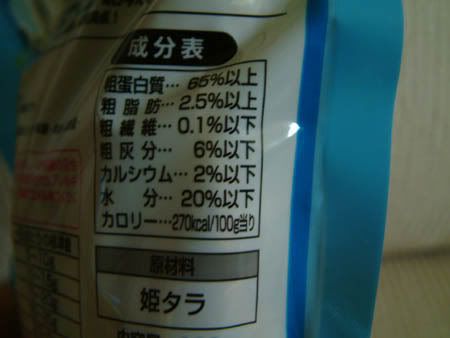 成分表
粗蛋白質… 65%以上
粗脂肪… 2.5%以上
粗繊維… 0.1%以下
粗灰分… 6%以下
カルシウム… 2%以下
水分… 20%以下
カロリー…270kcal/100g当り
原材料
姫タラ